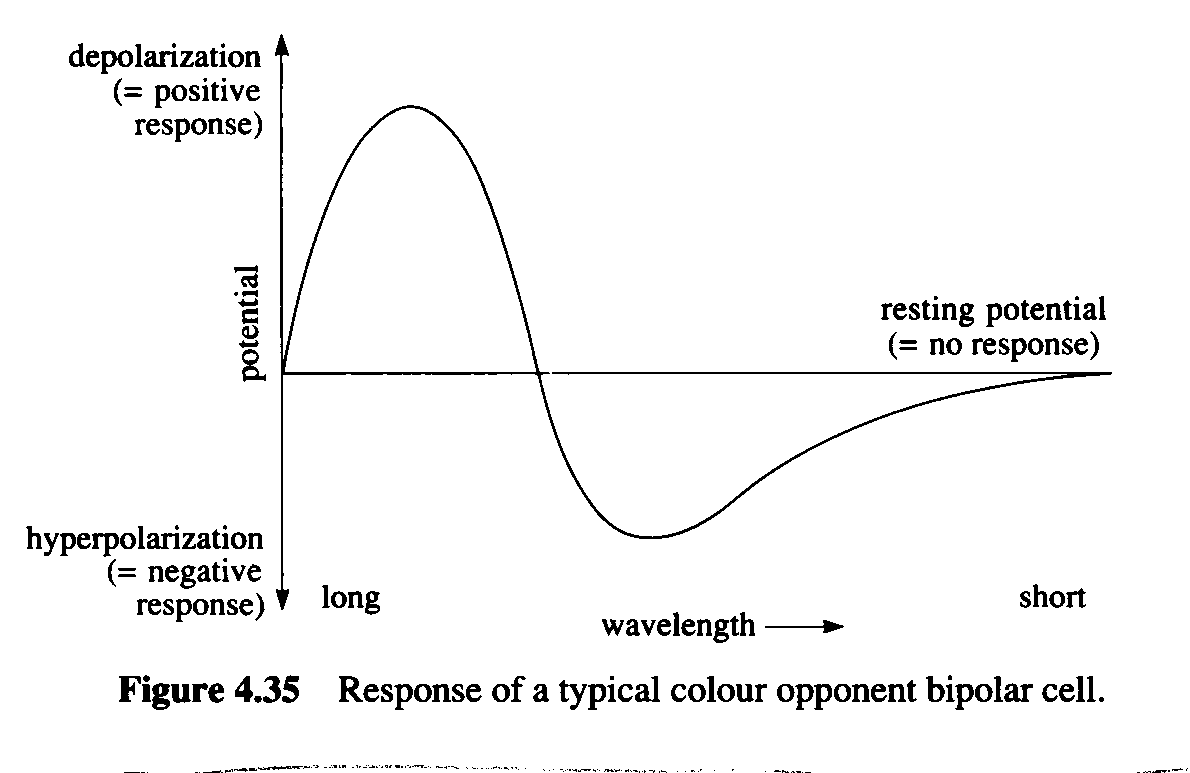 depolarization
(= positive
response)
potential
resting potential
(= no response)
hyperpolarization
(= negative
response)
long
short
wavelength
Figure 4.35 Response of a typical colour opponent bipolar cell.